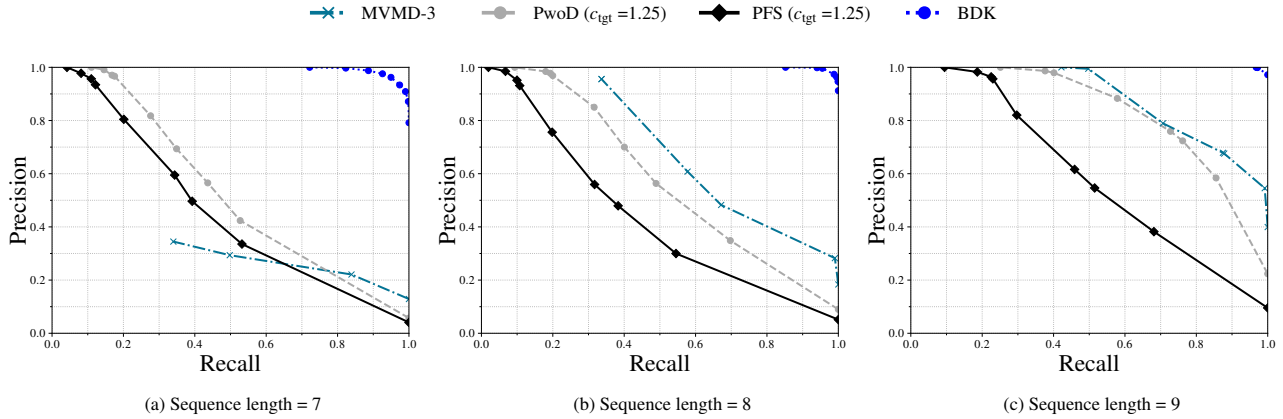 MVMD-3 PwoD (c_tgt =1.25) PFS (c_tgt =1.25) BDK
1.0
0.8
0.6
0.4
0.2
0.0
Precision
0.0 0.2 0.4 0.6 0.8 1.0
Recall
(a) Sequence length = 7
1.0
0.8
0.6
0.4
0.2
0.0
Precision
0.0 0.2 0.4 0.6 0.8 1.0
Recall
(b) Sequence length = 8
1.0
0.8
0.6
0.4
0.2
0.0
Precision
0.0 0.2 0.4 0.6 0.8 1.0
Recall
(c) Sequence length = 9